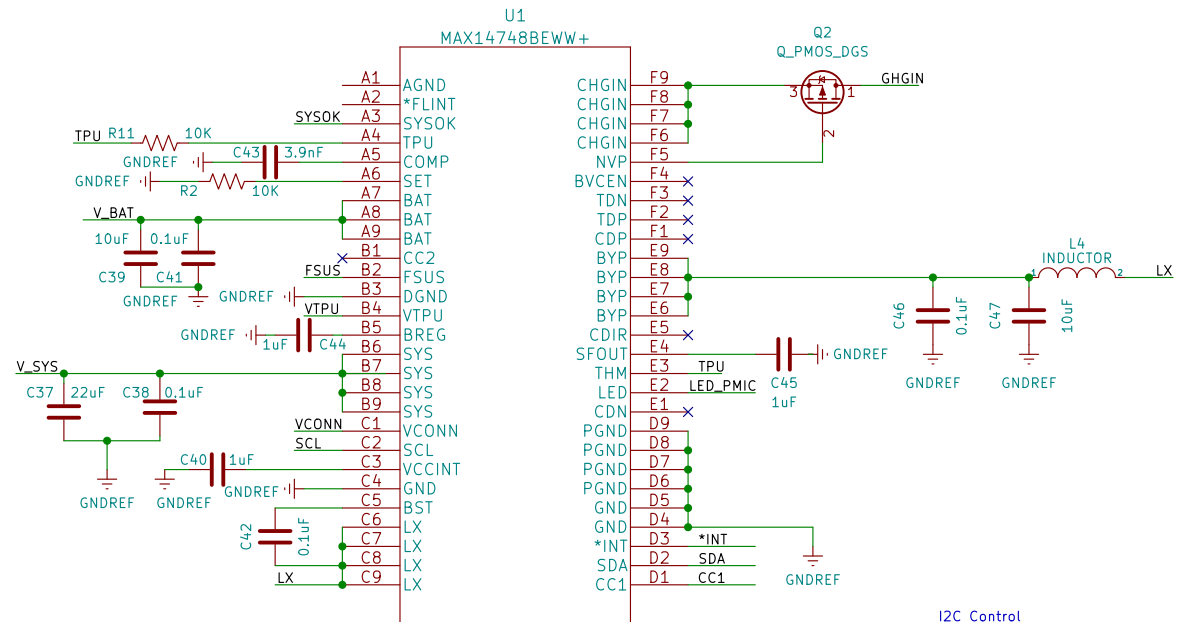 U1
MAX14748BEWW+
Q2
Q_PMOS_DGS
GHGIN
3
1
2
A1 AGND
A2 *FLINT
SYSOK A3 SYSOK
TPU R11 10K A4 TPU
GNDREF C43 3.9nF A5 COMP
GNDREF R2 10K A6 SET
A7 BAT
V_BAT A8 BAT
A9 BAT
10uF 0.1uF
C39 C41
GNDREF
B1 CC2
FSUS B2 FSUS
GNDREF B3 DGND
VTPU B4 VTPU
GNDREF 1uF C44 B5 BREG
B6 SYS
V_SYS B7 SYS
B8 SYS
B9 SYS
C37 22uF C38 0.1uF
GNDREF
VCONN C1 VCONN
SCL C2 SCL
GNDREF C40 1uF C3 VCCINT
GNDREF C4 GND
C5 BST
C42 0.1uF
C6 LX
C7 LX
C8 LX
LX C9 LX
CHGIN F9
CHGIN F8
CHGIN F7
CHGIN F6
NVP F5
BVCEN F4
TDN F3
TDP F2
CDP F1
BYP E9
BYP E8
BYP E7
BYP E6
CDIR E5
SFOUT E4
THM E3 TPU
LED E2 LED_PMIC
CDN E1
PGND D9
PGND D8
PGND D7
PGND D6
GND D5
GND D4
*INT D3 *INT
SDA D2 SDA
CC1 D1 CC1
L4
INDUCTOR
1
2
LX
C46 0.1uF
GNDREF
C47 10uF
GNDREF
C45
1uF
GNDREF
GNDREF
I2C Control